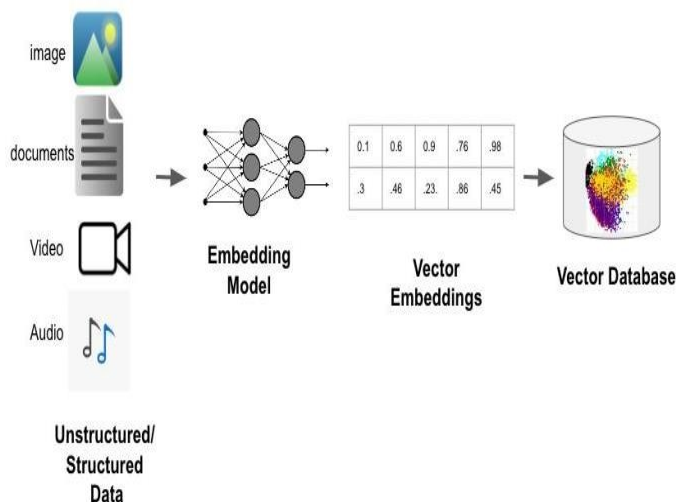 image
documents
Video
Audio
Unstructured/
Structured
Data
Embedding
Model
0.1 0.6 0.9 .76 .98
.3 .46 .23. .86 .45
Vector
Embeddings
Vector Database